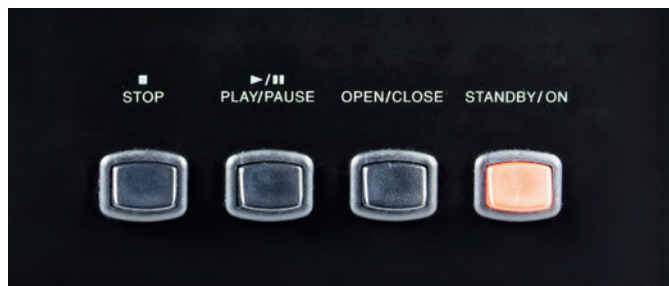 ■
STOP
►/❚❚
PLAY/PAUSE
OPEN/CLOSE
STANDBY/ON